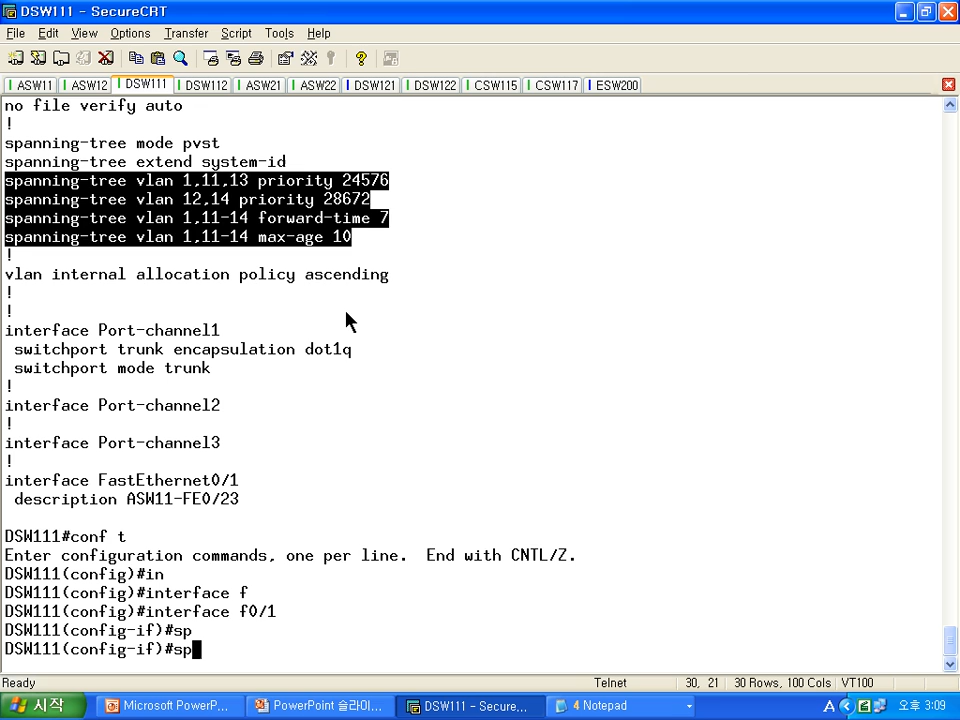 DSW111 - SecureCRT
File Edit View Options Transfer Script Tools Help
ASW11 ASW12 DSW111 DSW112 ASW21 ASW22 DSW121 DSW122 CSW115 CSW117 ESW200
no file verify auto
!
spanning-tree mode pvst
spanning-tree extend system-id
spanning-tree vlan 1,11,13 priority 24576
spanning-tree vlan 12,14 priority 28672
spanning-tree vlan 1,11-14 forward-time 7
spanning-tree vlan 1,11-14 max-age 10
!
vlan internal allocation policy ascending
!
!
interface Port-channel1
 switchport trunk encapsulation dot1q
 switchport mode trunk
!
interface Port-channel2
!
interface Port-channel3
!
interface FastEthernet0/1
 description ASW11-FE0/23

DSW111#conf t
Enter configuration commands, one per line.  End with CNTL/Z.
DSW111(config)#in
DSW111(config)#interface f
DSW111(config)#interface f0/1
DSW111(config-if)#sp
DSW111(config-if)#sp
Ready Telnet 30, 21 30 Rows, 100 Cols VT100
시작 Microsoft PowerP... PowerPoint 슬라이... DSW111 - Secure... 4 Notepad A 오후 3:09